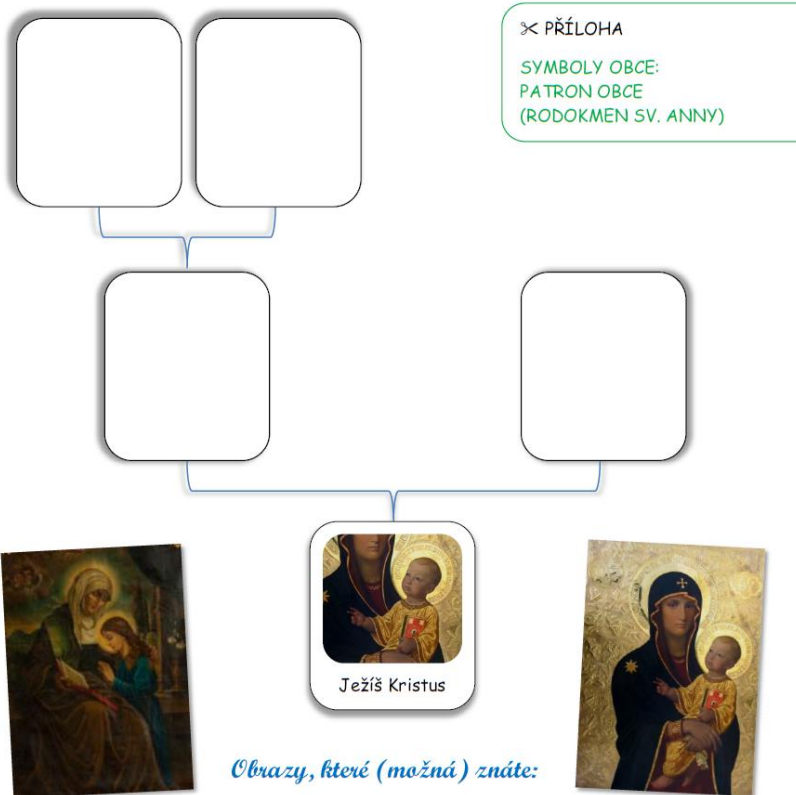 ✂ PŘÍLOHA
SYMBOLY OBCE:
PATRON OBCE
(RODOKMEN SV. ANNY)
Ježíš Kristus
Obrazy, které (možná) znáte: